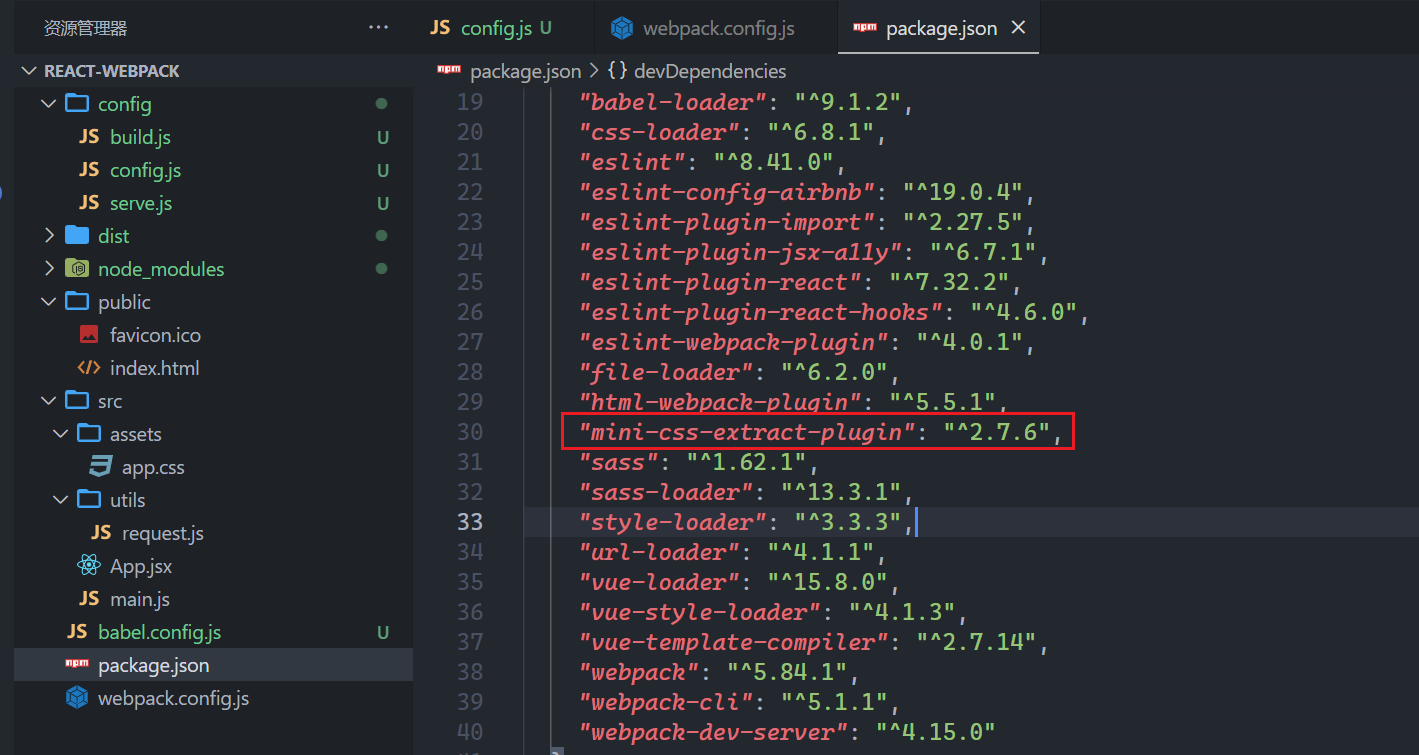 资源管理器 ···
REACT-WEBPACK
config
JS build.js U
JS config.js U
JS serve.js U
dist
node_modules
public
favicon.ico
</> index.html
src
assets
app.css
utils
JS request.js
App.jsx
JS main.js
JS babel.config.js U
npm package.json
webpack.config.js
JS config.js U
webpack.config.js
npm package.json ×
npm package.json > {} devDependencies
19 "babel-loader": "^9.1.2",
20 "css-loader": "^6.8.1",
21 "eslint": "^8.41.0",
22 "eslint-config-airbnb": "^19.0.4",
23 "eslint-plugin-import": "^2.27.5",
24 "eslint-plugin-jsx-a11y": "^6.7.1",
25 "eslint-plugin-react": "^7.32.2",
26 "eslint-plugin-react-hooks": "^4.6.0",
27 "eslint-webpack-plugin": "^4.0.1",
28 "file-loader": "^6.2.0",
29 "html-webpack-plugin": "^5.5.1",
30 "mini-css-extract-plugin": "^2.7.6",
31 "sass": "^1.62.1",
32 "sass-loader": "^13.3.1",
33 "style-loader": "^3.3.3",
34 "url-loader": "^4.1.1",
35 "vue-loader": "^15.8.0",
36 "vue-style-loader": "^4.1.3",
37 "vue-template-compiler": "^2.7.14",
38 "webpack": "^5.84.1",
39 "webpack-cli": "^5.1.1",
40 "webpack-dev-server": "^4.15.0"